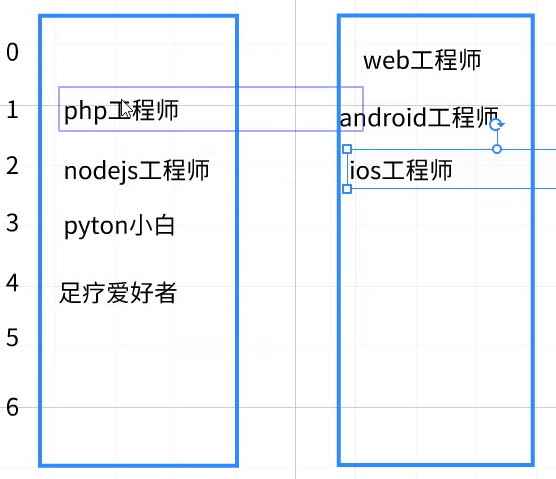 0
web工程师
1
php工程师
android工程师
2
nodejs工程师
ios工程师
3
pyton小白
4
足疗爱好者
5
6